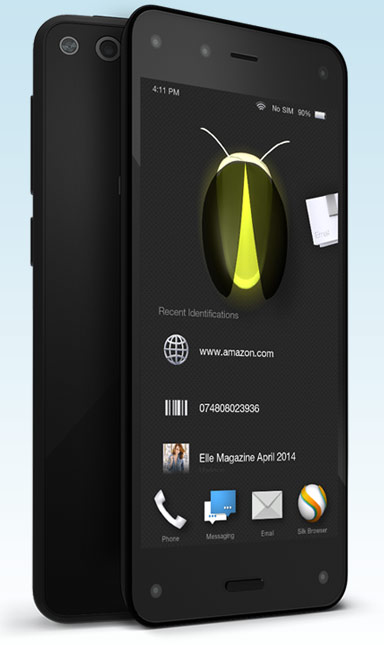 4:11 PM
No SIM 90%
Email
Recent Identifications
www.amazon.com
074808023936
Elle Magazine April 2014
Phone
Messaging
Email
Silk Browser